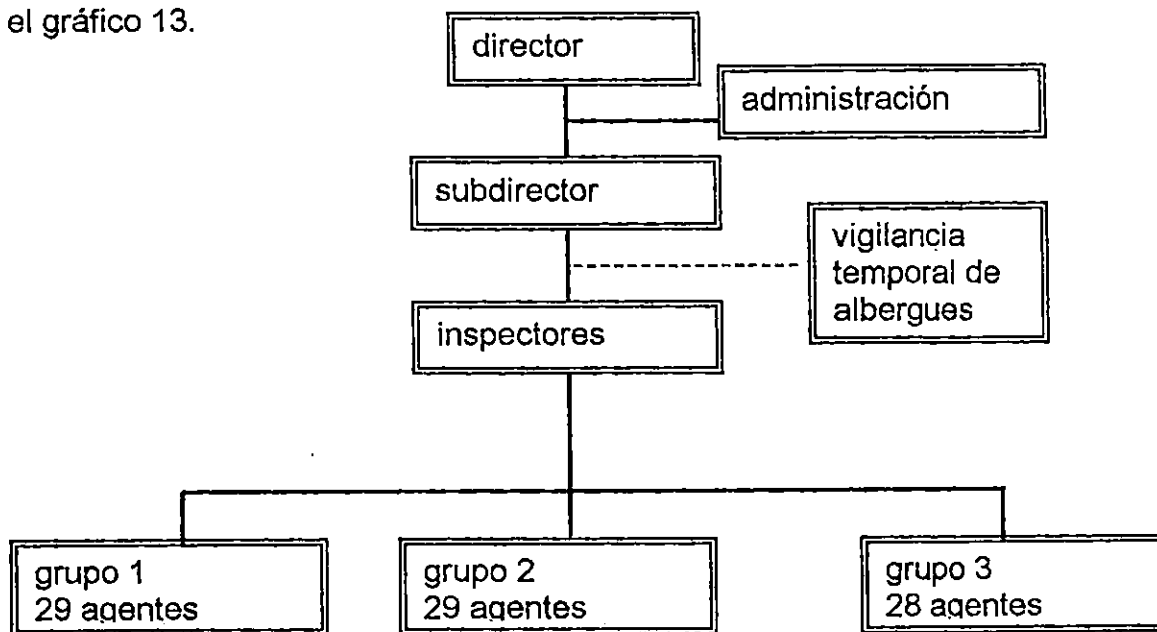 el gráfico 13.
director
administración
subdirector
vigilancia
temporal de
albergues
inspectores
grupo 1
29 agentes
grupo 2
29 agentes
grupo 3
28 agentes